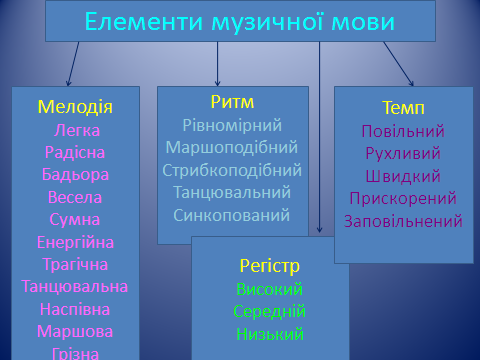 Елементи музичної мови
Мелодія
Легка
Радісна
Бадьора
Весела
Сумна
Енергійна
Трагічна
Танцювальна
Наспівна
Маршова
Грізна
Ритм
Рівномірний
Маршоподібний
Стрибкоподібний
Танцювальний
Синкопований
Регістр
Високий
Середній
Низький
Темп
Повільний
Рухливий
Швидкий
Прискорений
Заповільнений